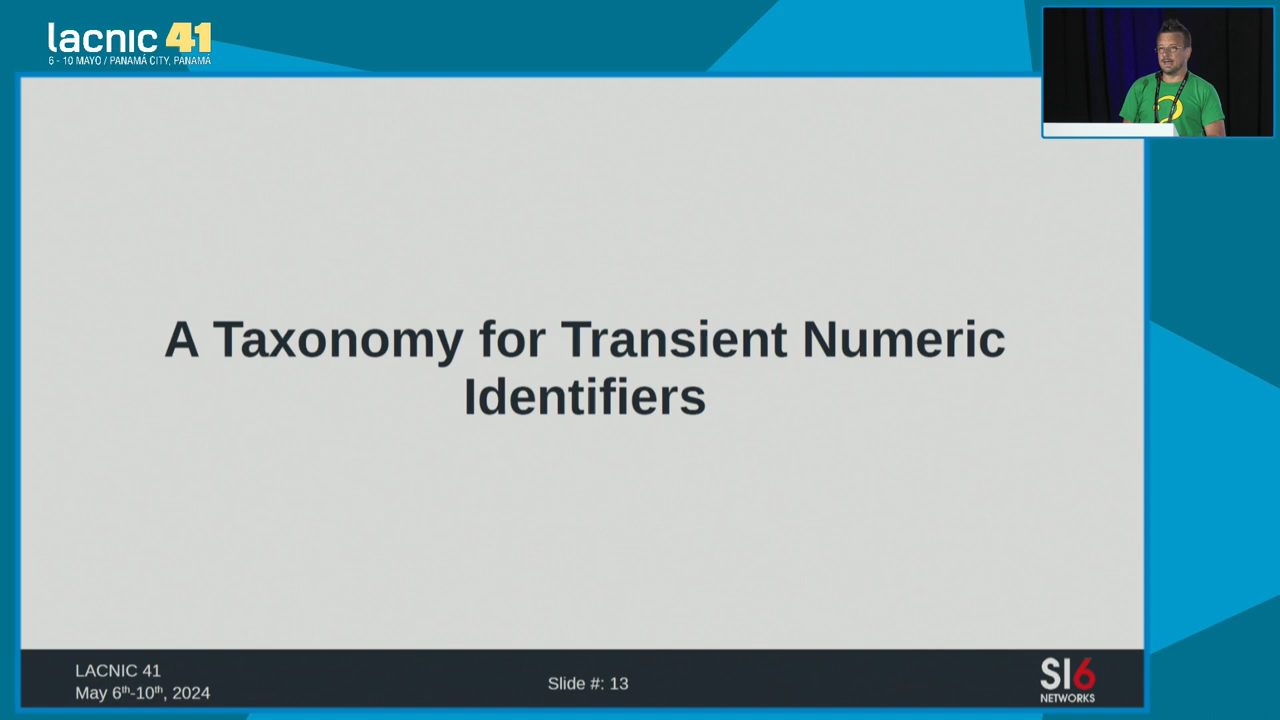 lacnic 41
6 - 10 MAYO / PANAMÁ CITY, PANAMÁ
A Taxonomy for Transient Numeric
Identifiers
LACNIC 41
May 6th-10th, 2024
Slide #: 13
SI6
NETWORKS